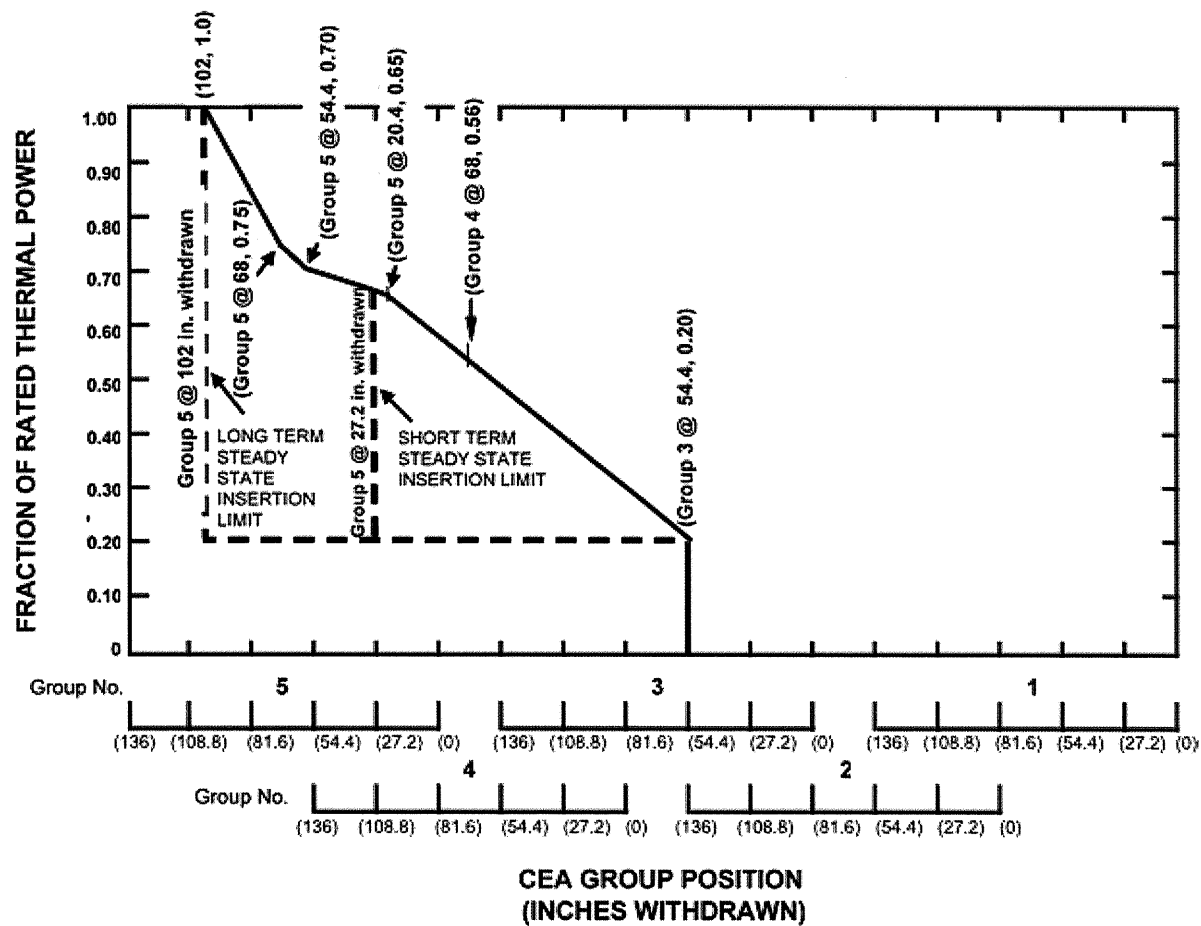 (102, 1.0)
(Group 5 @ 54.4, 0.70)
(Group 5 @ 20.4, 0.65)
(Group 4 @ 68, 0.56)
FRACTION OF RATED THERMAL POWER
1.00
0.90
0.80
0.70
0.60
0.50
0.40
0.30
0.20
0.10
0
Group 5 @ 102 in. withdrawn
(Group 5 @ 68, 0.75)
Group 5 @ 27.2 in. withdrawn
(Group 3 @ 54.4, 0.20)
LONG TERM
STEADY
STATE
INSERTION
LIMIT
SHORT TERM
STEADY STATE
INSERTION LIMIT
Group No. 5 3 1
(136) (108.8) (81.6) (54.4) (27.2) (0) (136) (108.8) (81.6) (54.4) (27.2) (0) (136) (108.8) (81.6) (54.4) (27.2) (0)
4 2
Group No.
(136) (108.8) (81.6) (54.4) (27.2) (0) (136) (108.8) (81.6) (54.4) (27.2) (0)
CEA GROUP POSITION
(INCHES WITHDRAWN)